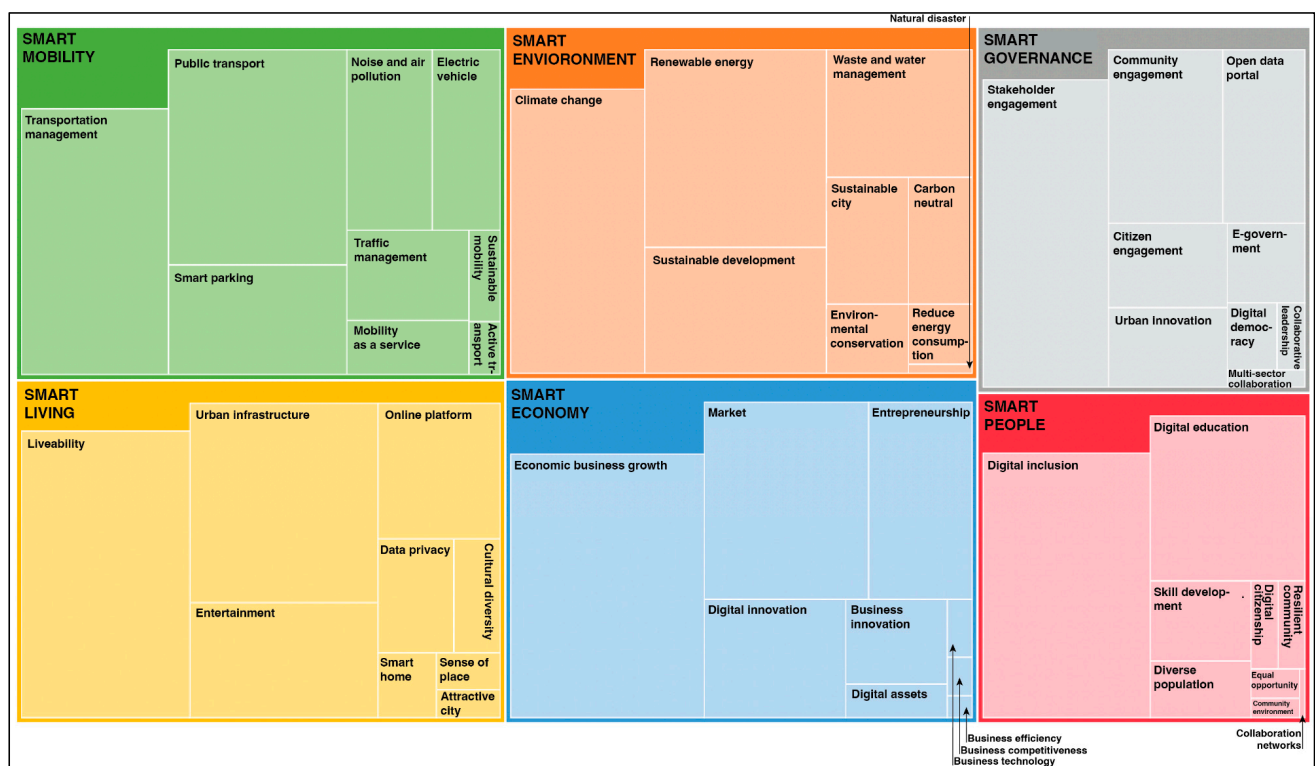 Natural disaster
SMART
MOBILITY
Transportation
management
Public transport
Smart parking
Noise and air
pollution
Electric
vehicle
Traffic
management
Sustainable
mobility
Mobility
as a service
Active tr-
ansport
SMART
ENVIORONMENT
Climate change
Renewable energy
Sustainable development
Waste and water
management
Sustainable
city
Carbon
neutral
Environ-
mental
conservation
Reduce
energy
consump-
tion
SMART
GOVERNANCE
Stakeholder
engagement
Community
engagement
Open data
portal
Citizen
engagement
E-govern-
ment
Urban innovation
Digital
democ-
racy
Collaborative
leadership
Multi-sector
collaboration
SMART
LIVING
Liveability
Urban infrastructure
Entertainment
Online platform
Data privacy
Cultural diversity
Smart
home
Sense of
place
Attractive
city
SMART
ECONOMY
Economic business growth
Market
Entrepreneurship
Digital innovation
Business
innovation
Digital assets
Business efficiency
Business competitiveness
Business technology
SMART
PEOPLE
Digital inclusion
Digital education
Skill develop-
ment
Digital
citizenship
Resilient
community
Diverse
population
Equal
opportunity
Community
environment
Collaboration
networks